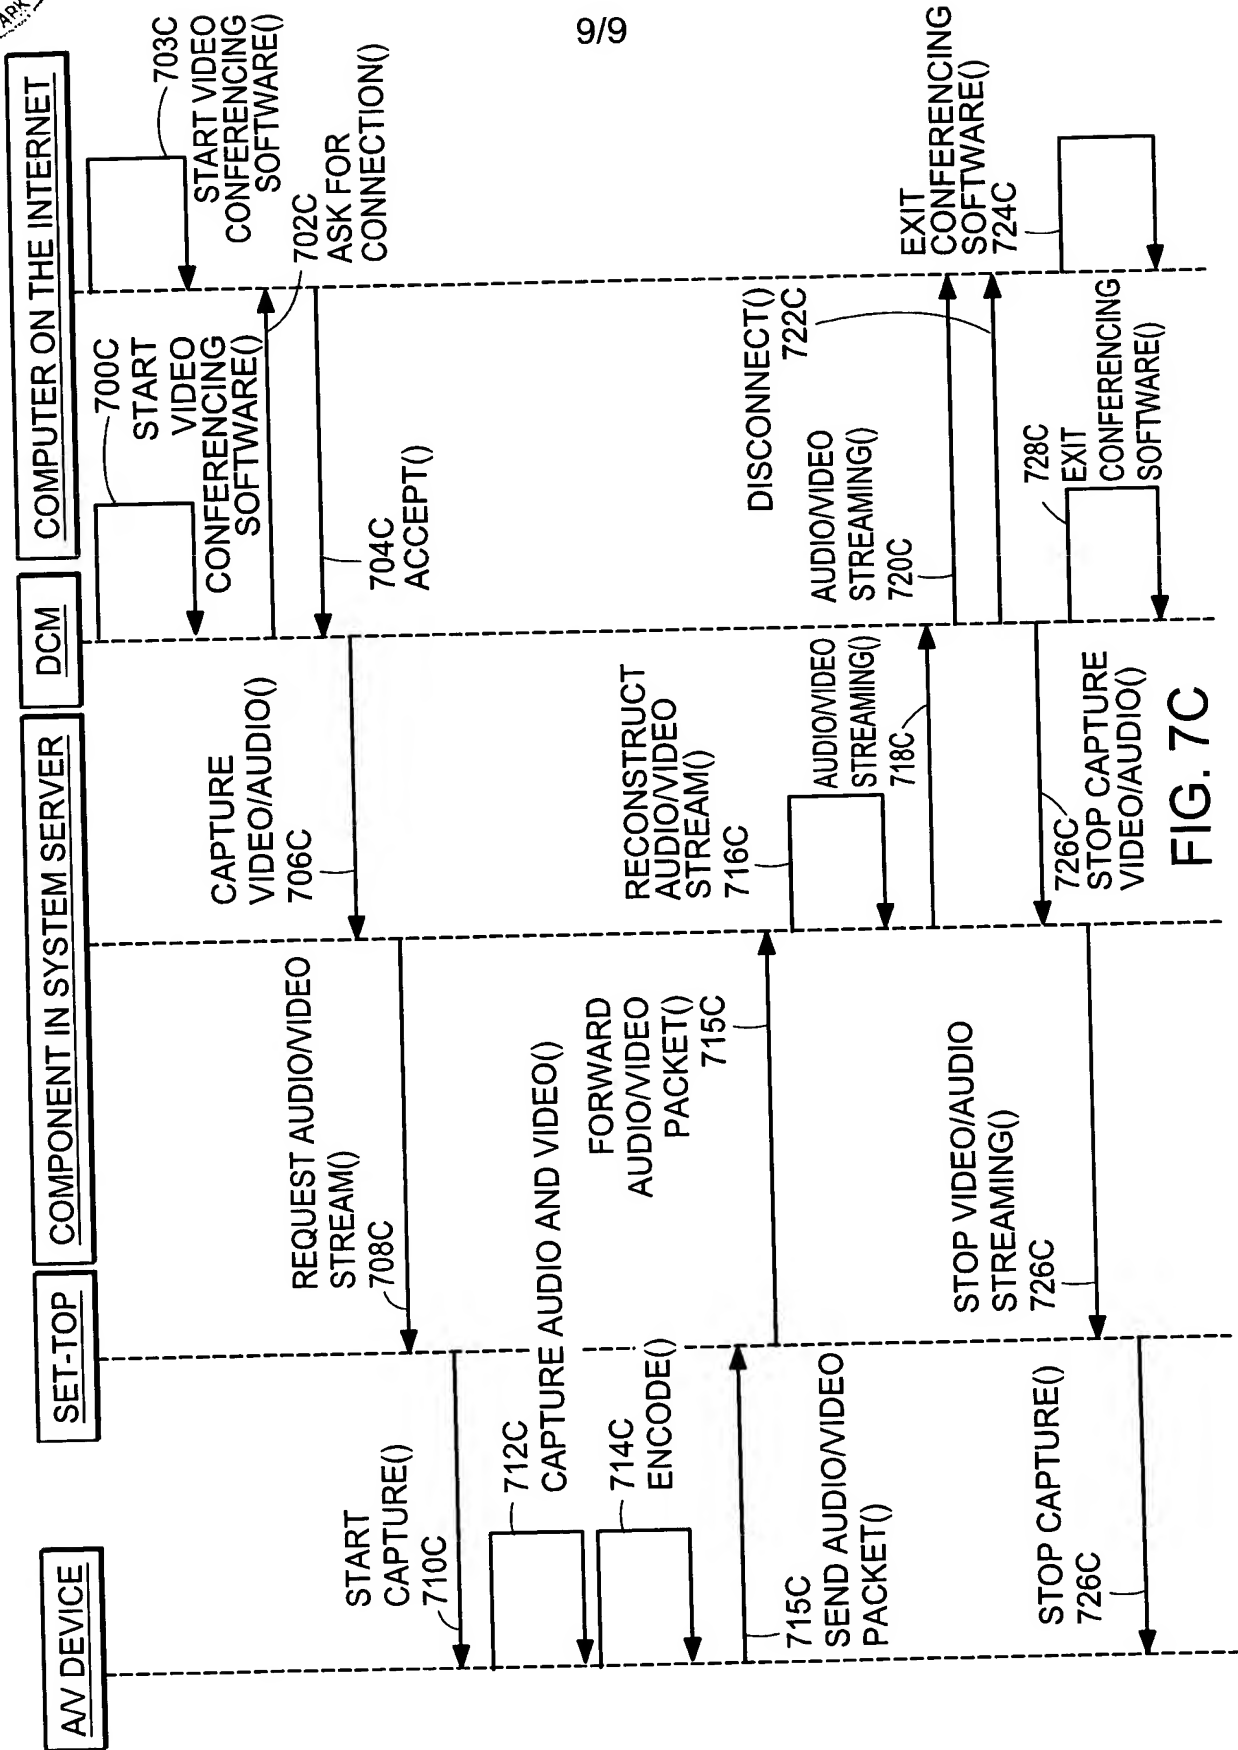 9/9
A/V DEVICE
SET-TOP
COMPONENT IN SYSTEM SERVER
DCM
COMPUTER ON THE INTERNET
703C
START VIDEO
CONFERENCING
SOFTWARE()
700C
START
VIDEO
CONFERENCING
SOFTWARE()
702C
ASK FOR
CONNECTION()
704C
ACCEPT()
CAPTURE
VIDEO/AUDIO()
706C
REQUEST AUDIO/VIDEO
STREAM()
708C
START
CAPTURE()
710C
712C
CAPTURE AUDIO AND VIDEO()
714C
ENCODE()
715C
SEND AUDIO/VIDEO
PACKET()
FORWARD
AUDIO/VIDEO
PACKET()
715C
RECONSTRUCT
AUDIO/VIDEO
STREAM()
716C
AUDIO/VIDEO
STREAMING()
718C
AUDIO/VIDEO
STREAMING()
720C
DISCONNECT()
722C
EXIT
CONFERENCING
SOFTWARE()
724C
728C
EXIT
CONFERENCING
SOFTWARE()
726C
STOP CAPTURE
VIDEO/AUDIO()
STOP VIDEO/AUDIO
STREAMING()
726C
STOP CAPTURE()
726C
FIG. 7C